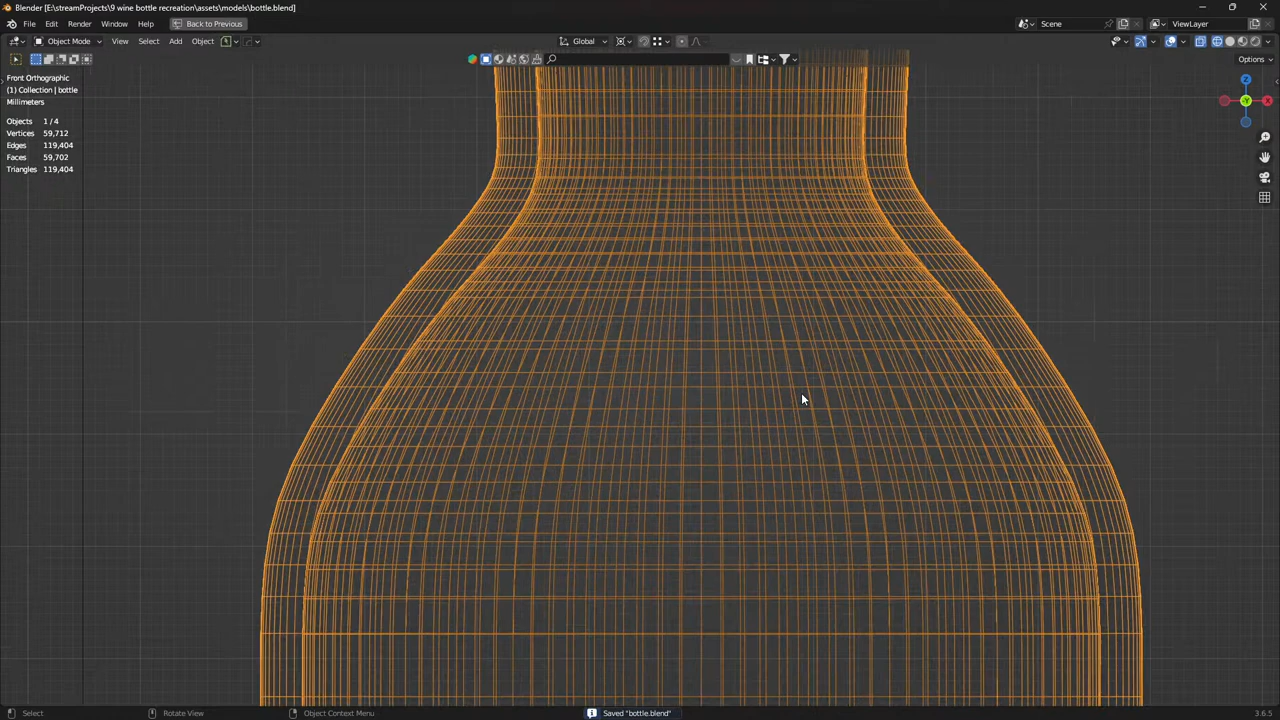 Blender [E:\streamProjects\9 wine bottle recreation\assets\models\bottle.blend]
File Edit Render Window Help Back to Previous Scene ViewLayer
Object Mode View Select Add Object Global
Options
Front Orthographic
(1) Collection | bottle
Millimeters
Objects 1 / 4
Vertices 59,712
Edges 119,404
Faces 59,702
Triangles 119,404
Z
Y
X
Select Rotate View Object Context Menu Saved "bottle.blend" 3.6.5